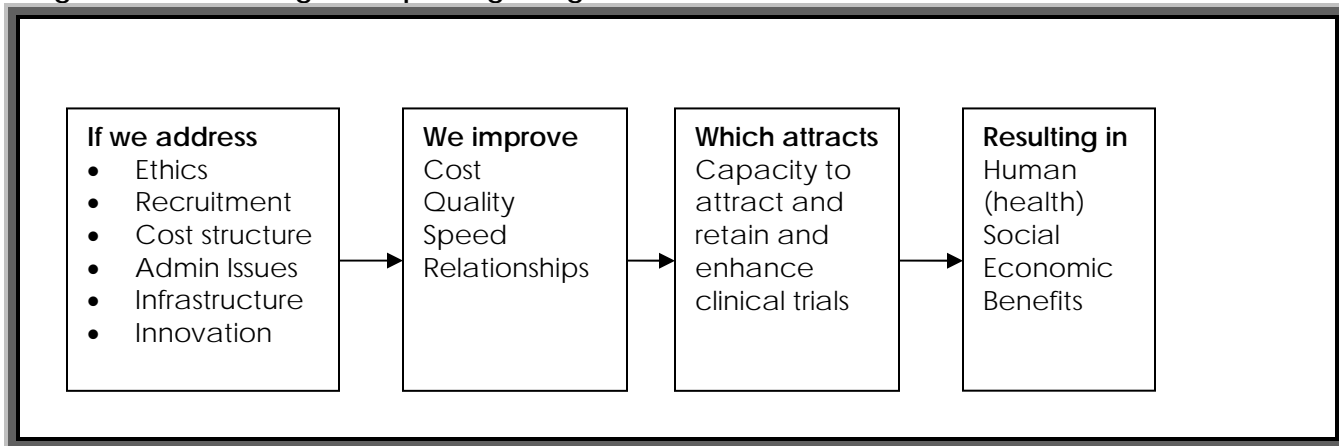 If we address
• Ethics
• Recruitment
• Cost structure
• Admin Issues
• Infrastructure
• Innovation
We improve
Cost
Quality
Speed
Relationships
Which attracts
Capacity to
attract and
retain and
enhance
clinical trials
Resulting in
Human
(health)
Social
Economic
Benefits